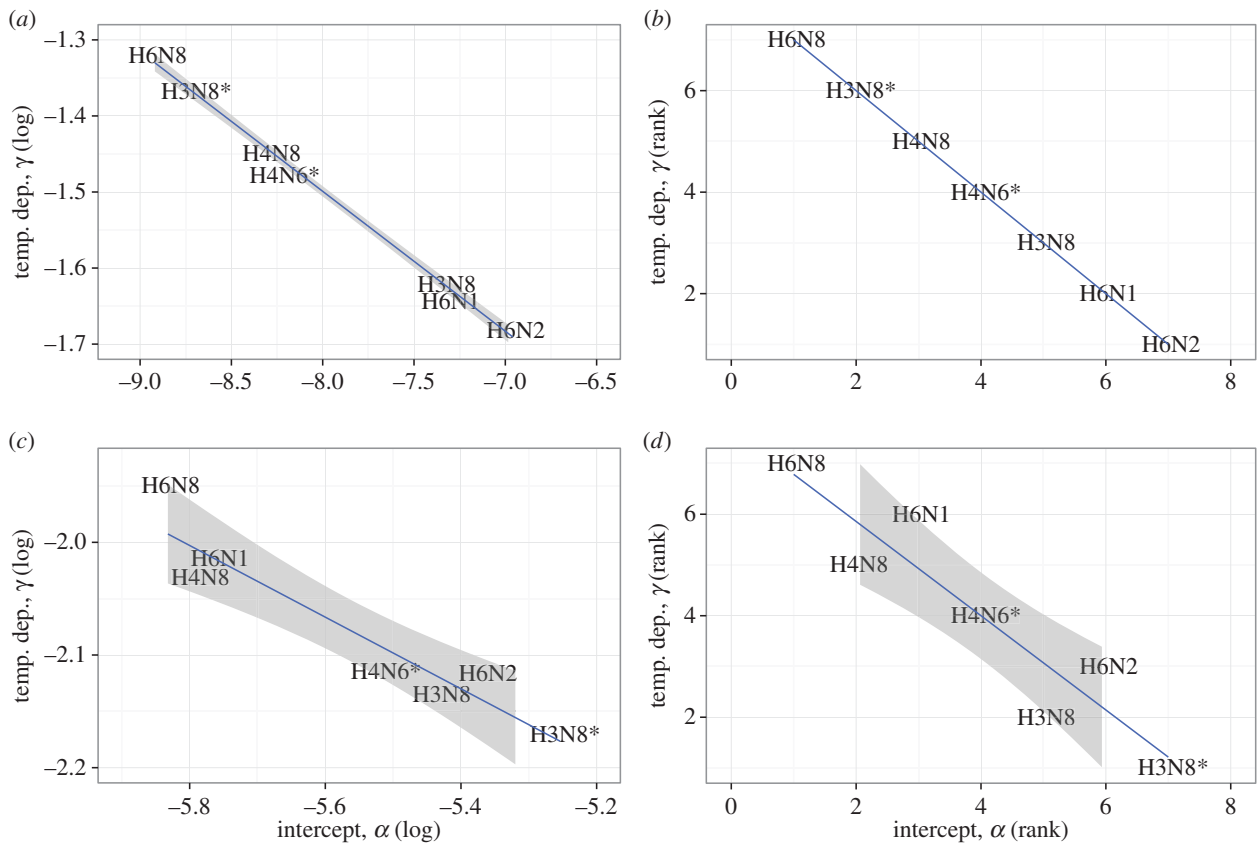 (a)
temp. dep., γ (log)
–1.3
–1.4
–1.5
–1.6
–1.7
H6N8
H3N8*
H4N8
H4N6*
H3N8
H6N1
H6N2
–9.0 –8.5 –8.0 –7.5 –7.0 –6.5
(b)
temp. dep., γ (rank)
6
4
2
H6N8
H3N8*
H4N8
H4N6*
H3N8
H6N1
H6N2
0 2 4 6 8
(c)
temp. dep., γ (log)
–2.0
–2.1
–2.2
H6N8
H6N1
H4N8
H4N6* H6N2
H3N8
H3N8*
–5.8 –5.6 –5.4 –5.2
intercept, α (log)
(d)
temp. dep., γ (rank)
6
4
2
H6N8
H6N1
H4N8
H4N6*
H6N2
H3N8
H3N8*
0 2 4 6 8
intercept, α (rank)